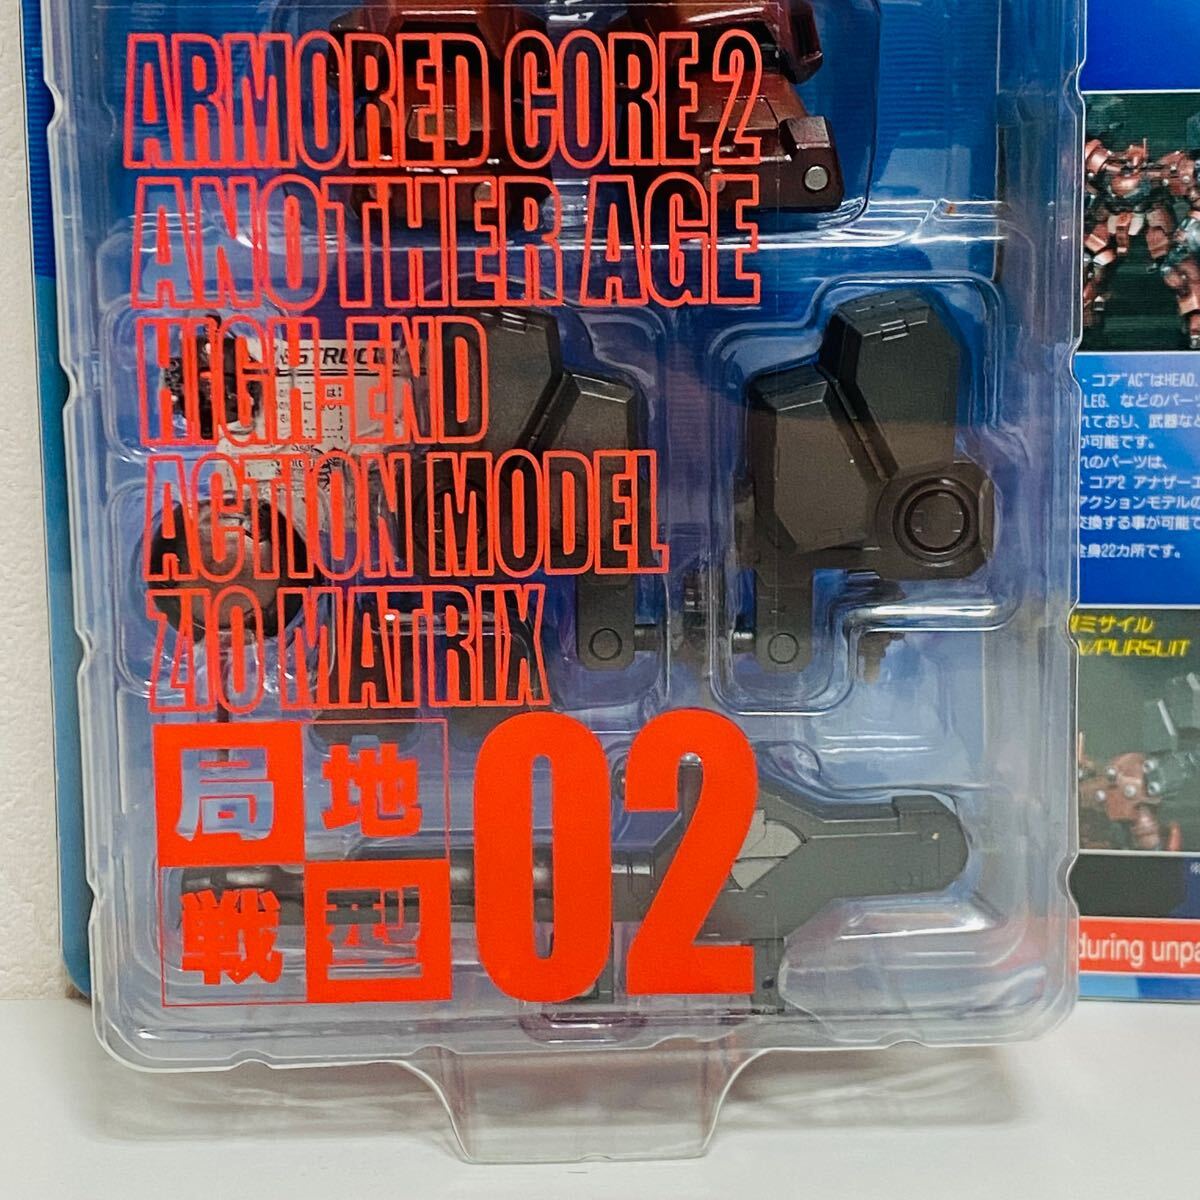 ARMORED CORE 2
ANOTHER AGE
HIGH-END
ACTION MODEL
ZIO MATRIX
局地
戦型
02
コア"AC"はHEAD
LEG. などのパーツ
れており、武器など
が可能です。
れのパーツは、
コア2 アナザーエ
アクションモデルの
交換する事が可能で
全身22カ所です。
ミサイル
/PURSUIT
during unpa